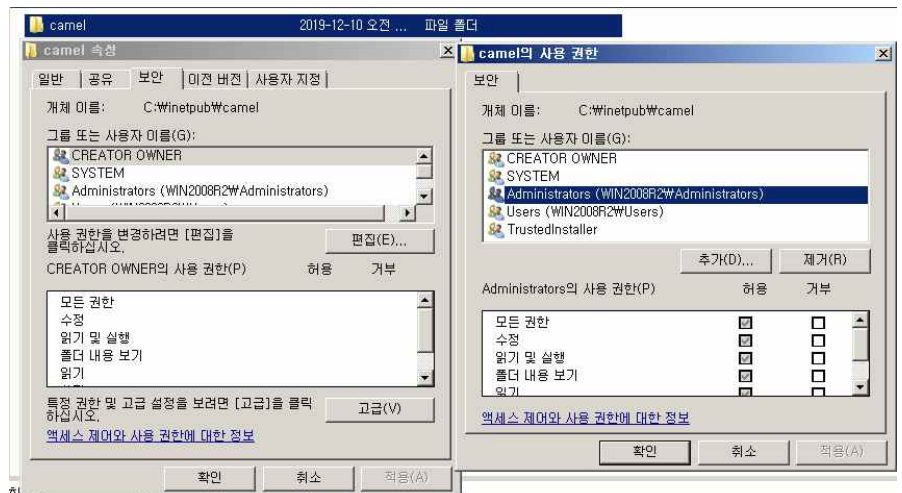 camel 2019-12-10 오전 ... 파일 폴더
camel 속성
일반 공유 보안 이전 버전 사용자 지정
개체 이름: C:₩inetpub₩camel
그룹 또는 사용자 이름(G):
CREATOR OWNER
SYSTEM
Administrators (WIN2008R2₩Administrators)
사용 권한을 변경하려면 [편집]을
클릭하십시오.
편집(E)...
CREATOR OWNER의 사용 권한(P) 허용 거부
모든 권한
수정
읽기 및 실행
폴더 내용 보기
읽기
특정 권한 및 고급 설정을 보려면 [고급]을 클릭
하십시오.
고급(V)
액세스 제어와 사용 권한에 대한 정보
확인 취소 적용(A)
camel의 사용 권한
보안
개체 이름: C:₩inetpub₩camel
그룹 또는 사용자 이름(G):
CREATOR OWNER
SYSTEM
Administrators (WIN2008R2₩Administrators)
Users (WIN2008R2₩Users)
TrustedInstaller
추가(D)... 제거(R)
Administrators의 사용 권한(P) 허용 거부
모든 권한
수정
읽기 및 실행
폴더 내용 보기
읽기
액세스 제어와 사용 권한에 대한 정보
확인 취소 적용(A)